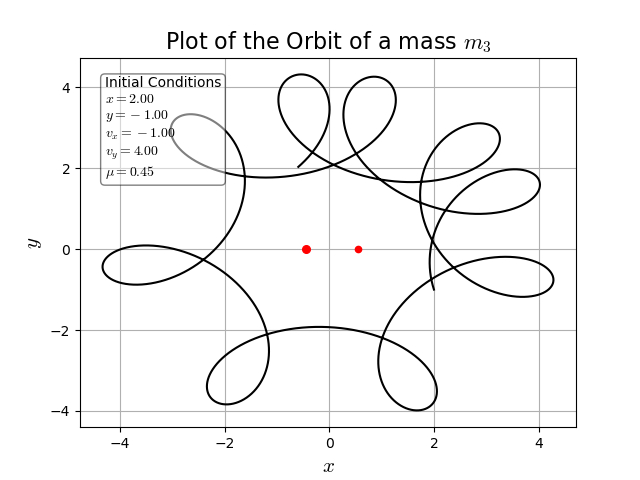 Plot of the Orbit of a mass m₃
Initial Conditions
x = 2.00
y = −1.00
vₓ = −1.00
v_y = 4.00
μ = 0.45
4
2
0
−2
−4
y
−4
−2
0
2
4
x